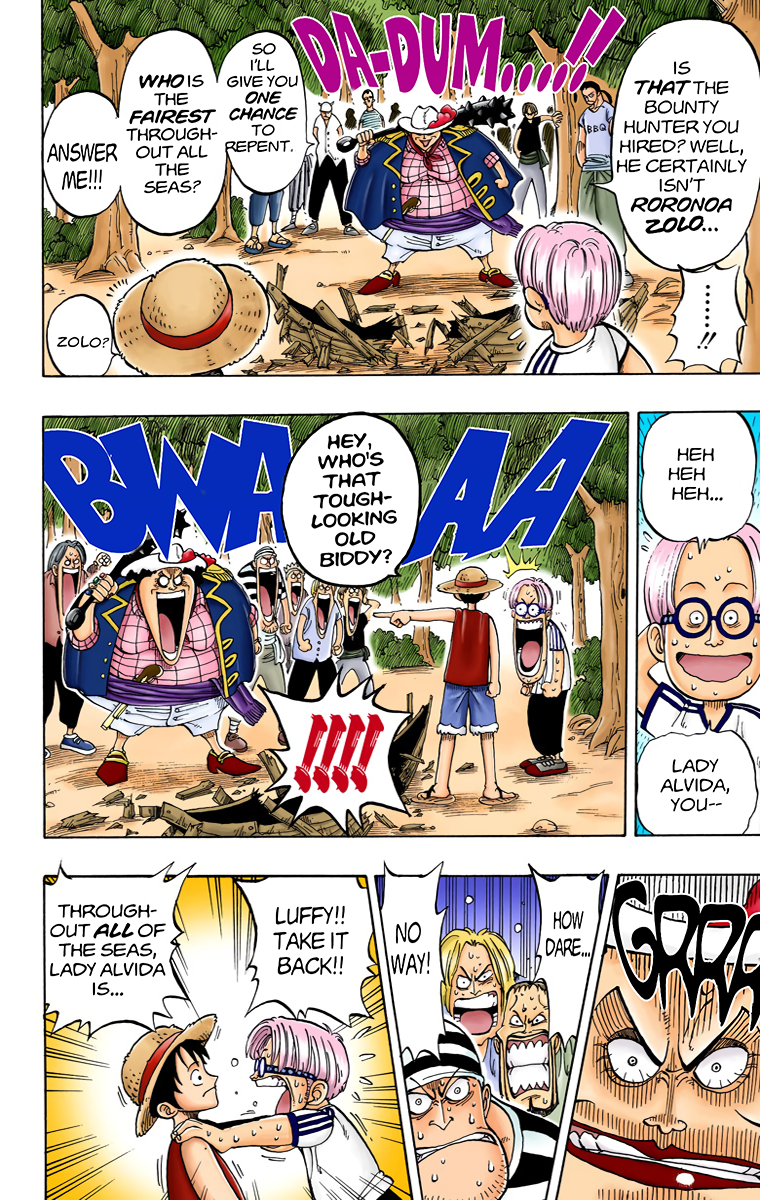 IS
THAT THE
BOUNTY
HUNTER YOU
HIRED? WELL,
HE CERTAINLY
ISN'T
RORONOA
ZOLO...
......!!
DA-DUM.....!!
BBQ
SO
I'LL
GIVE YOU
ONE
CHANCE
TO
REPENT.
WHO IS
THE
FAIREST
THROUGH-
OUT ALL
THE
SEAS?
ANSWER
ME!!!
ZOLO?
HEH
HEH
HEH...
LADY
ALVIDA,
YOU--
HEY,
WHO'S
THAT
TOUGH-
LOOKING
OLD
BIDDY?
BWA
AA
!!!!
GRRR
HOW
DARE...
NO
WAY!
LUFFY!!
TAKE IT
BACK!!
THROUGH-
OUT ALL OF
THE SEAS,
LADY ALVIDA
IS...